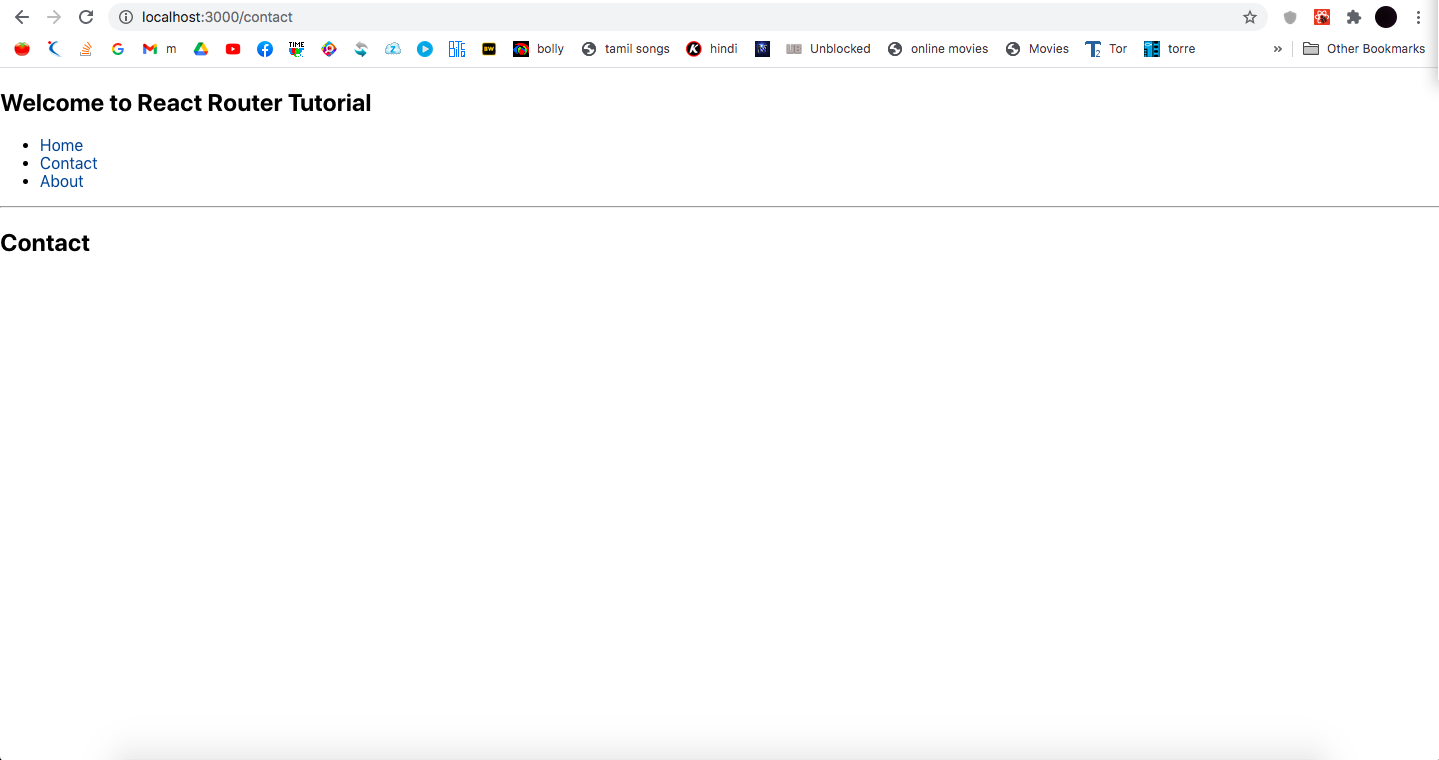 localhost:3000/contact
m bolly tamil songs hindi Unblocked online movies Movies Tor torre » Other Bookmarks
Welcome to React Router Tutorial
Home
Contact
About
Contact